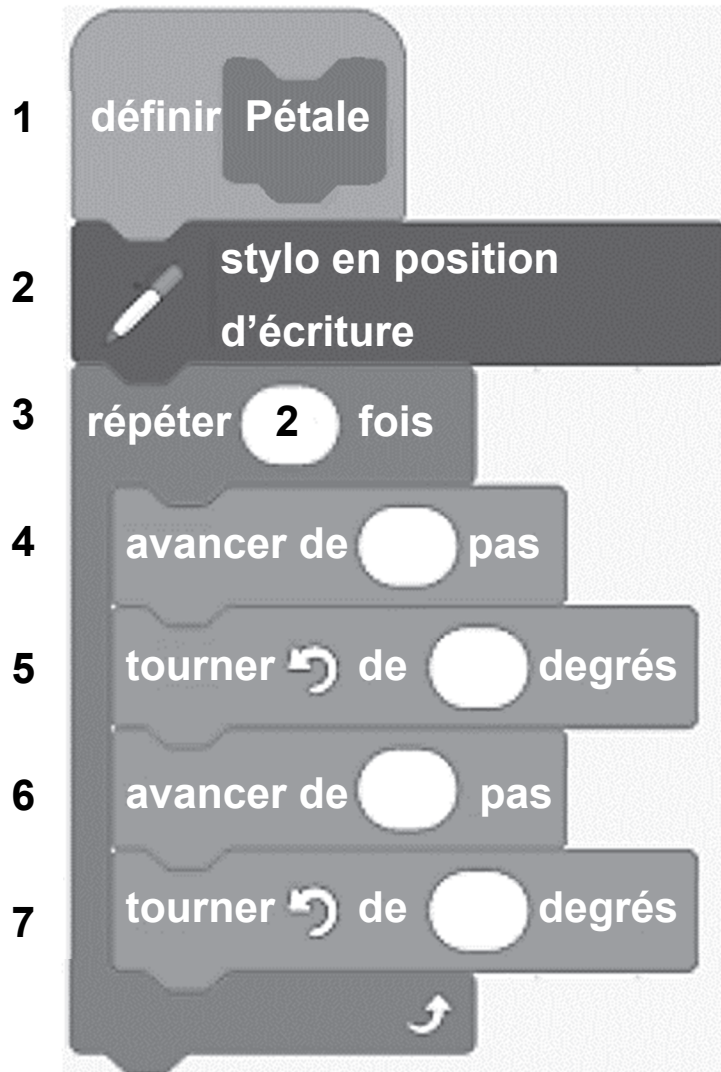 1 définir Pétale
2 stylo en position
d'écriture
3 répéter 2 fois
4 avancer de pas
5 tourner de degrés
6 avancer de pas
7 tourner de degrés